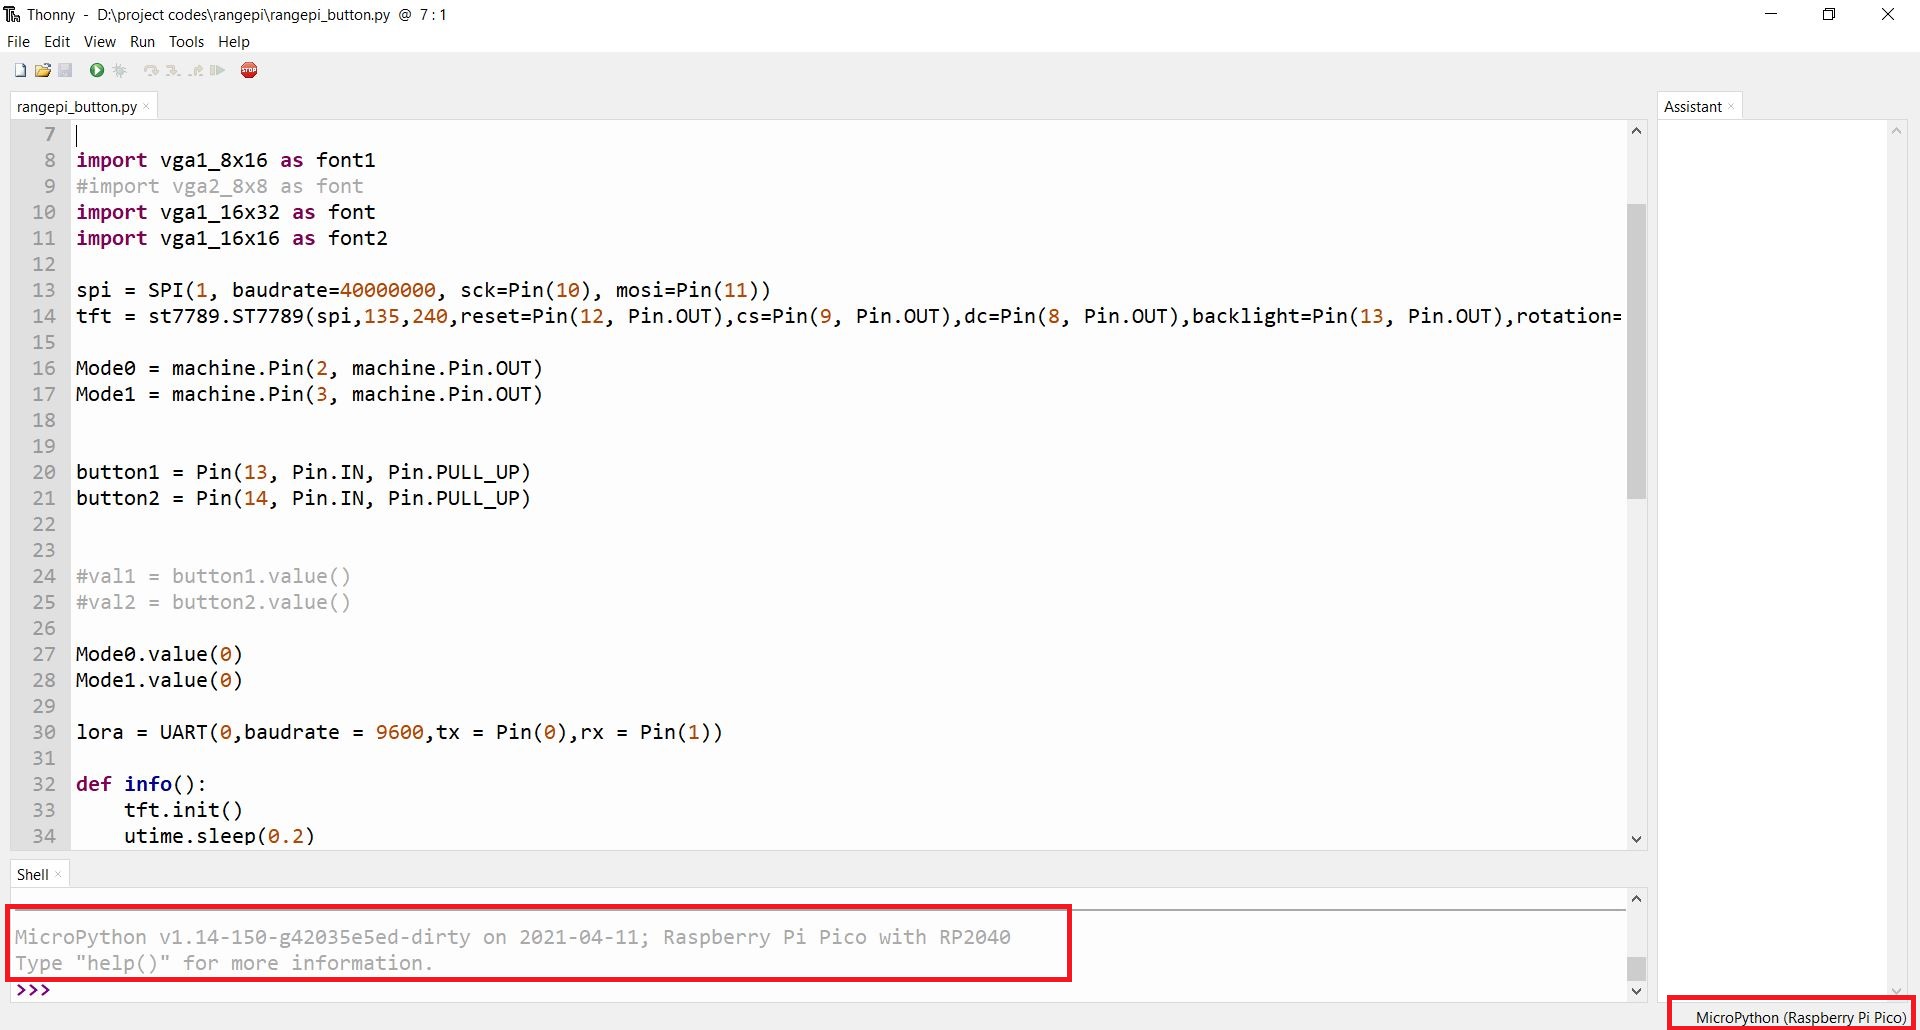 Thonny - D:\project codes\rangepi\rangepi_button.py @ 7 : 1
File Edit View Run Tools Help
STOP
rangepi_button.py ×
Assistant ×
7
8 import vga1_8x16 as font1
9 #import vga2_8x8 as font
10 import vga1_16x32 as font
11 import vga1_16x16 as font2
12
13 spi = SPI(1, baudrate=40000000, sck=Pin(10), mosi=Pin(11))
14 tft = st7789.ST7789(spi,135,240,reset=Pin(12, Pin.OUT),cs=Pin(9, Pin.OUT),dc=Pin(8, Pin.OUT),backlight=Pin(13, Pin.OUT),rotation=
15
16 Mode0 = machine.Pin(2, machine.Pin.OUT)
17 Mode1 = machine.Pin(3, machine.Pin.OUT)
18
19
20 button1 = Pin(13, Pin.IN, Pin.PULL_UP)
21 button2 = Pin(14, Pin.IN, Pin.PULL_UP)
22
23
24 #val1 = button1.value()
25 #val2 = button2.value()
26
27 Mode0.value(0)
28 Mode1.value(0)
29
30 lora = UART(0,baudrate = 9600,tx = Pin(0),rx = Pin(1))
31
32 def info():
33     tft.init()
34     utime.sleep(0.2)
Shell ×
MicroPython v1.14-150-g42035e5ed-dirty on 2021-04-11; Raspberry Pi Pico with RP2040
Type "help()" for more information.
>>>
MicroPython (Raspberry Pi Pico)